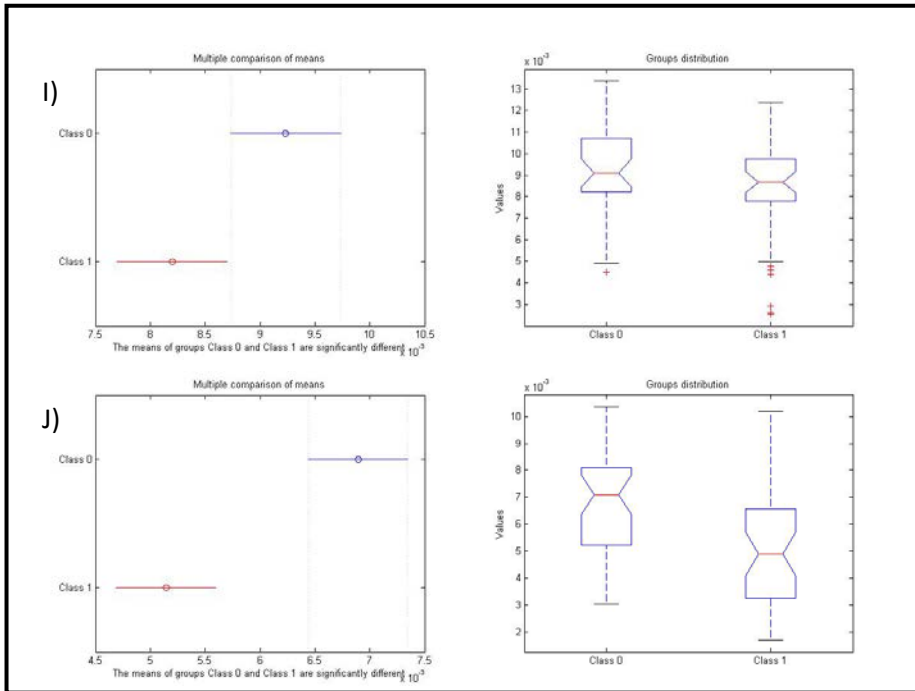 I)
Multiple comparison of means
Class 0
Class 1
7.5 8 8.5 9 9.5 10 10.5
x 10^-3
The means of groups Class 0 and Class 1 are significantly different
Groups distribution
x 10^-3
Values
13
12
11
10
9
8
7
6
5
4
3
Class 0 Class 1
J)
Multiple comparison of means
Class 0
Class 1
4.5 5 5.5 6 6.5 7 7.5
x 10^-3
The means of groups Class 0 and Class 1 are significantly different
Groups distribution
x 10^-3
Values
10
9
8
7
6
5
4
3
2
Class 0 Class 1